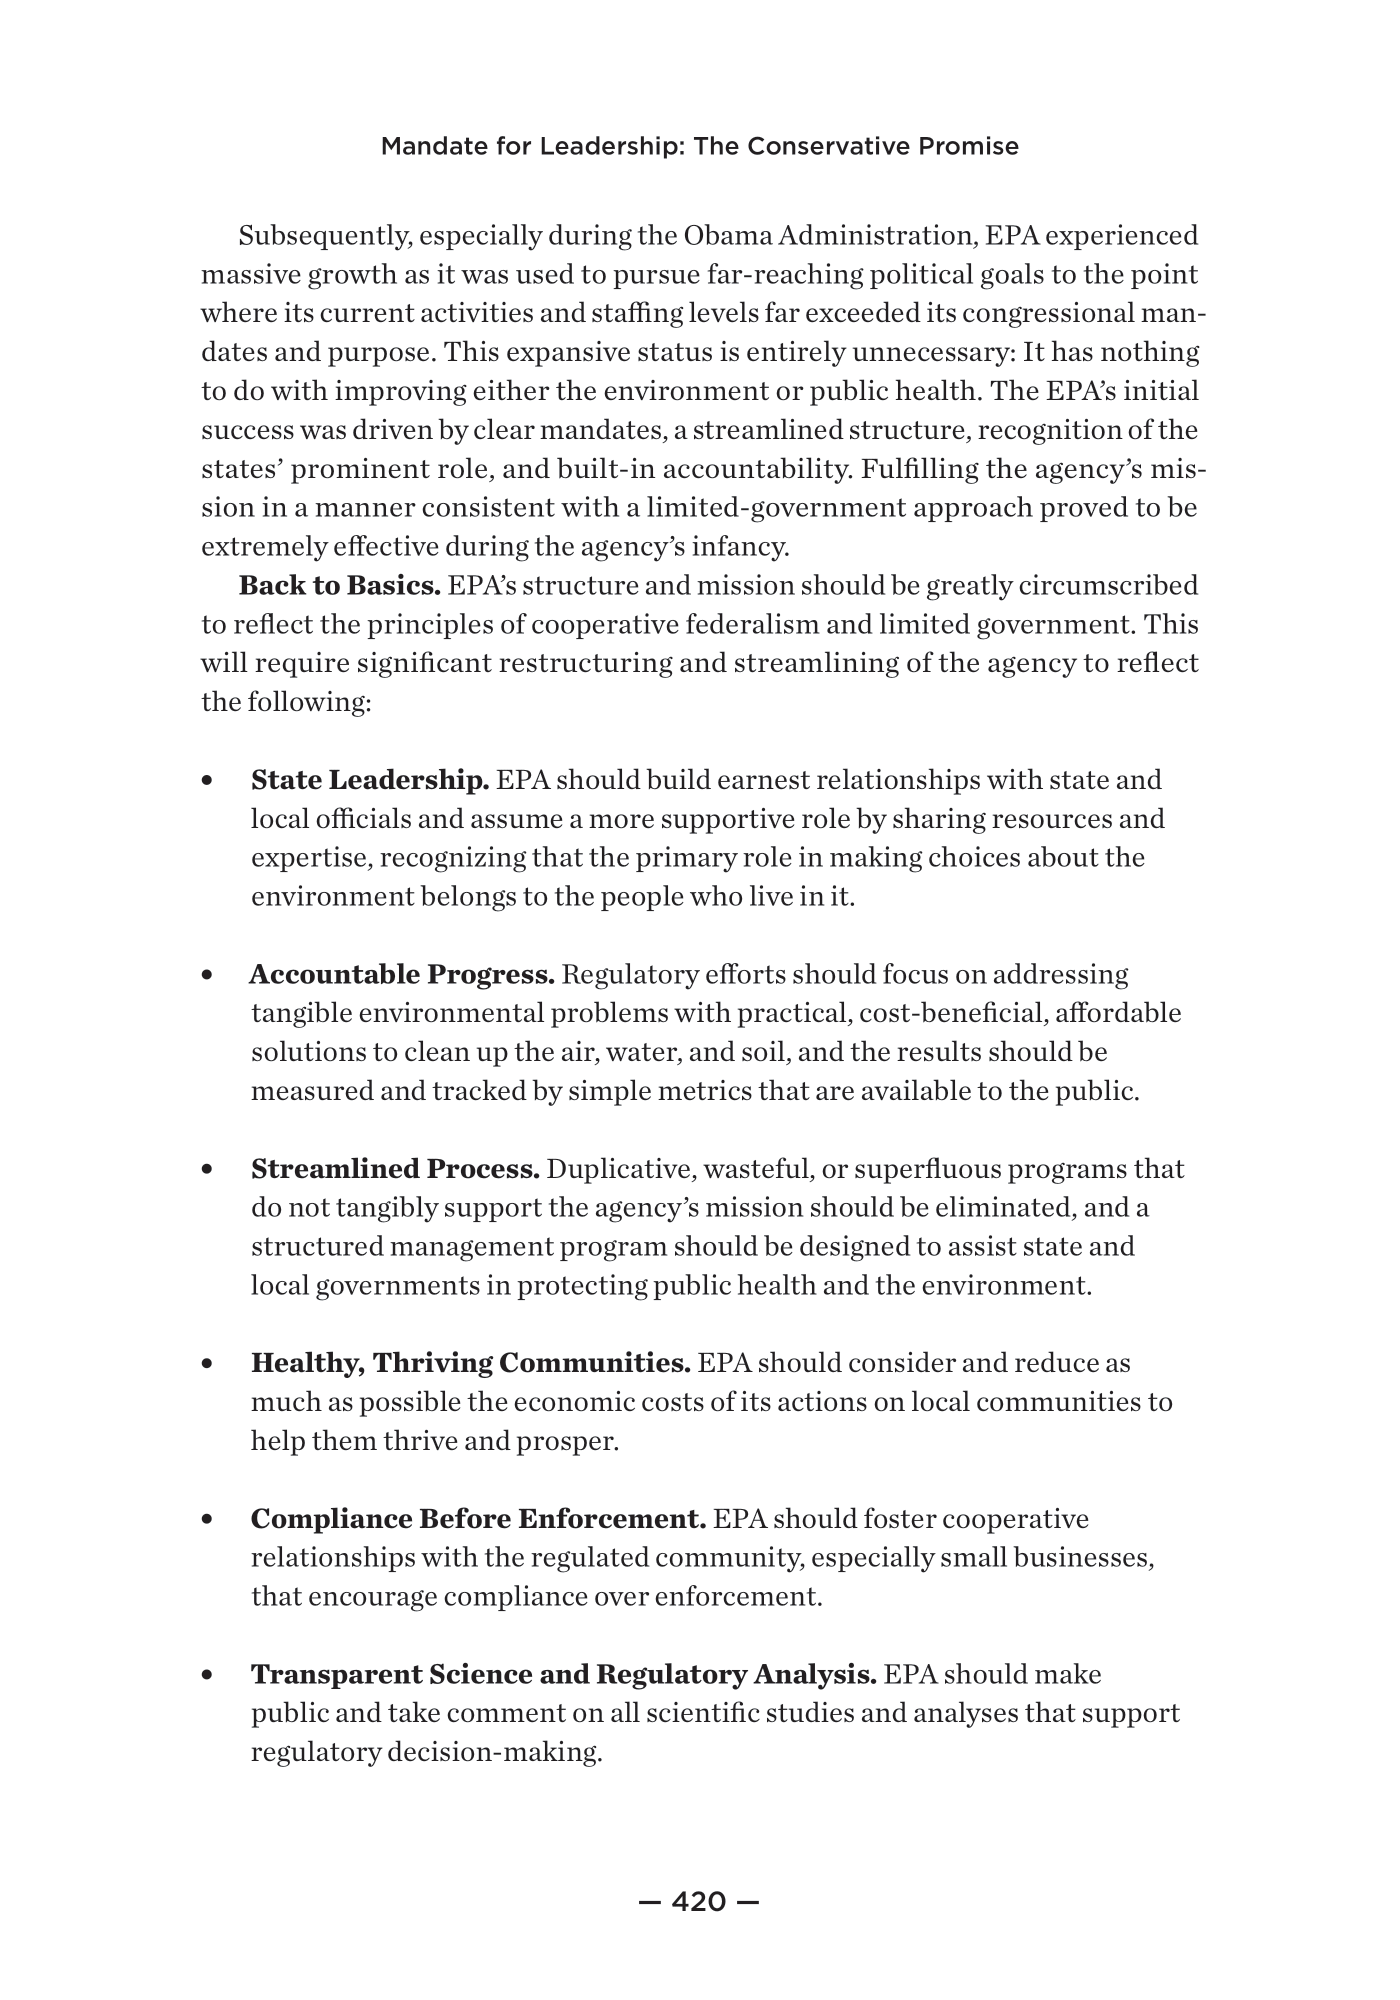 Mandate for Leadership: The Conservative Promise
Subsequently, especially during the Obama Administration, EPA experienced
massive growth as it was used to pursue far-reaching political goals to the point
where its current activities and staffing levels far exceeded its congressional man-
dates and purpose. This expansive status is entirely unnecessary: It has nothing
to do with improving either the environment or public health. The EPA’s initial
success was driven by clear mandates, a streamlined structure, recognition of the
states’ prominent role, and built-in accountability. Fulfilling the agency’s mis-
sion in a manner consistent with a limited-government approach proved to be
extremely effective during the agency’s infancy.
Back to Basics. EPA’s structure and mission should be greatly circumscribed
to reflect the principles of cooperative federalism and limited government. This
will require significant restructuring and streamlining of the agency to reflect
the following:
• State Leadership. EPA should build earnest relationships with state and
local officials and assume a more supportive role by sharing resources and
expertise, recognizing that the primary role in making choices about the
environment belongs to the people who live in it.
• Accountable Progress. Regulatory efforts should focus on addressing
tangible environmental problems with practical, cost-beneficial, affordable
solutions to clean up the air, water, and soil, and the results should be
measured and tracked by simple metrics that are available to the public.
• Streamlined Process. Duplicative, wasteful, or superfluous programs that
do not tangibly support the agency’s mission should be eliminated, and a
structured management program should be designed to assist state and
local governments in protecting public health and the environment.
• Healthy, Thriving Communities. EPA should consider and reduce as
much as possible the economic costs of its actions on local communities to
help them thrive and prosper.
• Compliance Before Enforcement. EPA should foster cooperative
relationships with the regulated community, especially small businesses,
that encourage compliance over enforcement.
• Transparent Science and Regulatory Analysis. EPA should make
public and take comment on all scientific studies and analyses that support
regulatory decision-making.
— 420 —